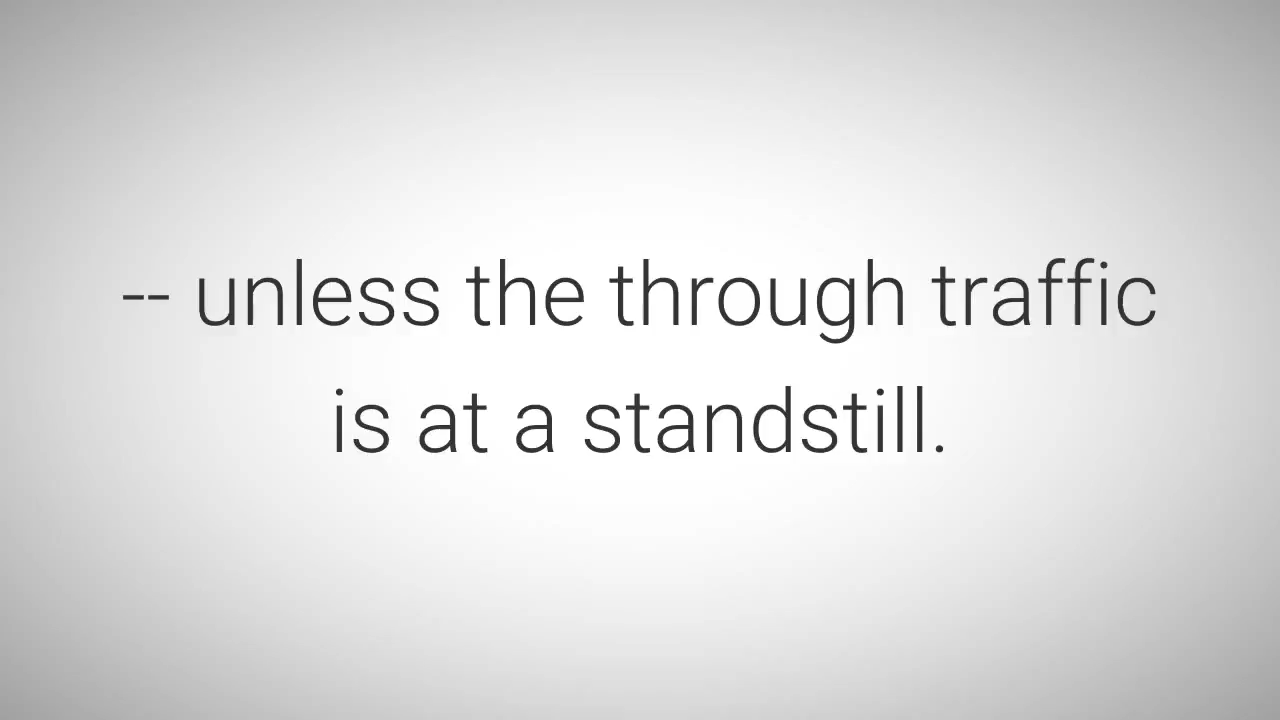 -- unless the through traffic
is at a standstill.